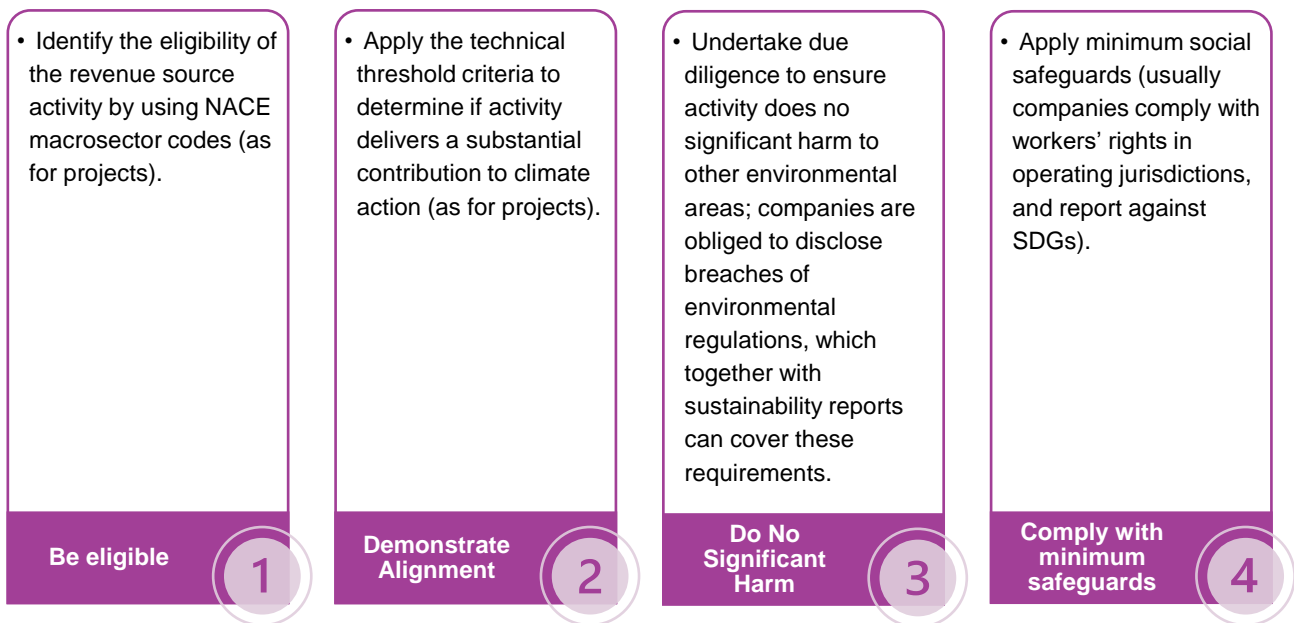 • Identify the eligibility of
the revenue source
activity by using NACE
macrosector codes (as
for projects).
Be eligible
1
• Apply the technical
threshold criteria to
determine if activity
delivers a substantial
contribution to climate
action (as for projects).
Demonstrate
Alignment
2
• Undertake due
diligence to ensure
activity does no
significant harm to
other environmental
areas; companies are
obliged to disclose
breaches of
environmental
regulations, which
together with
sustainability reports
can cover these
requirements.
Do No
Significant
Harm
3
• Apply minimum social
safeguards (usually
companies comply with
workers’ rights in
operating jurisdictions,
and report against
SDGs).
Comply with
minimum
safeguards
4